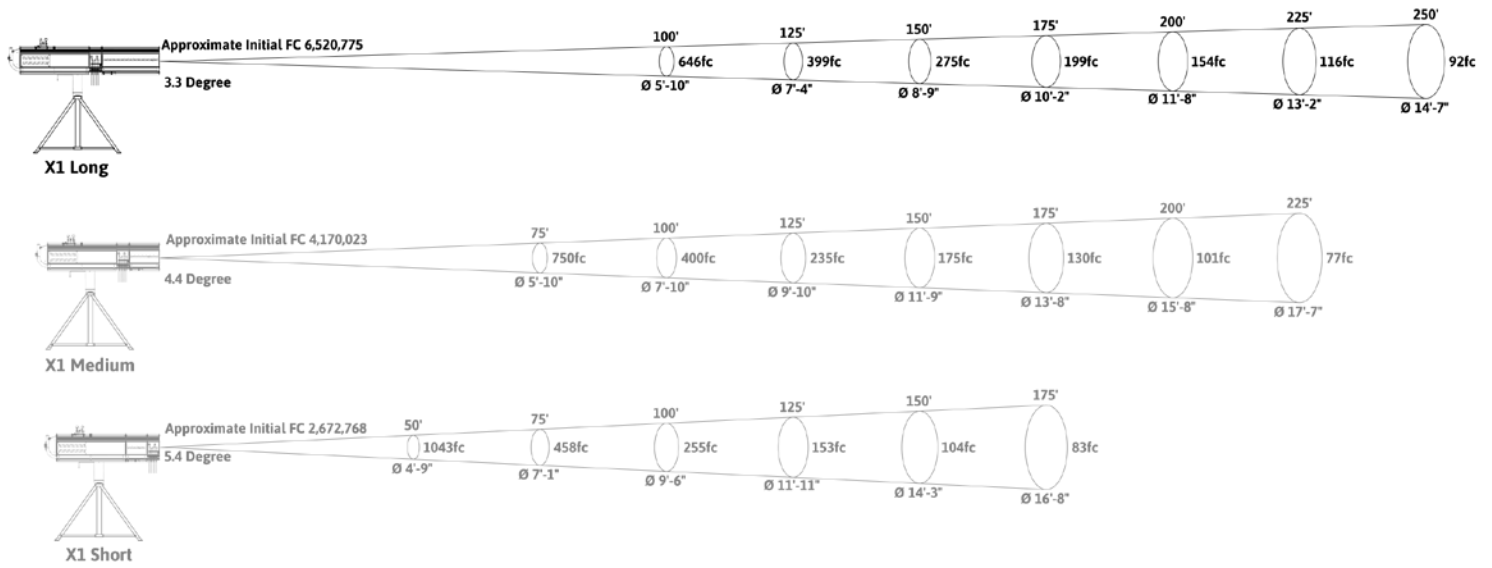 100' 125' 150' 175' 200' 225' 250'
Approximate Initial FC 6,520,775
646fc 399fc 275fc 199fc 154fc 116fc 92fc
3.3 Degree
Ø 5'-10" Ø 7'-4" Ø 8'-9" Ø 10'-2" Ø 11'-8" Ø 13'-2" Ø 14'-7"
X1 Long
75' 100' 125' 150' 175' 200' 225'
Approximate Initial FC 4,170,023
750fc 400fc 235fc 175fc 130fc 101fc 77fc
4.4 Degree
Ø 5'-10" Ø 7'-10" Ø 9'-10" Ø 11'-9" Ø 13'-8" Ø 15'-8" Ø 17'-7"
X1 Medium
50' 75' 100' 125' 150' 175'
Approximate Initial FC 2,672,768
1043fc 458fc 255fc 153fc 104fc 83fc
5.4 Degree
Ø 4'-9" Ø 7'-1" Ø 9'-6" Ø 11'-11" Ø 14'-3" Ø 16'-8"
X1 Short